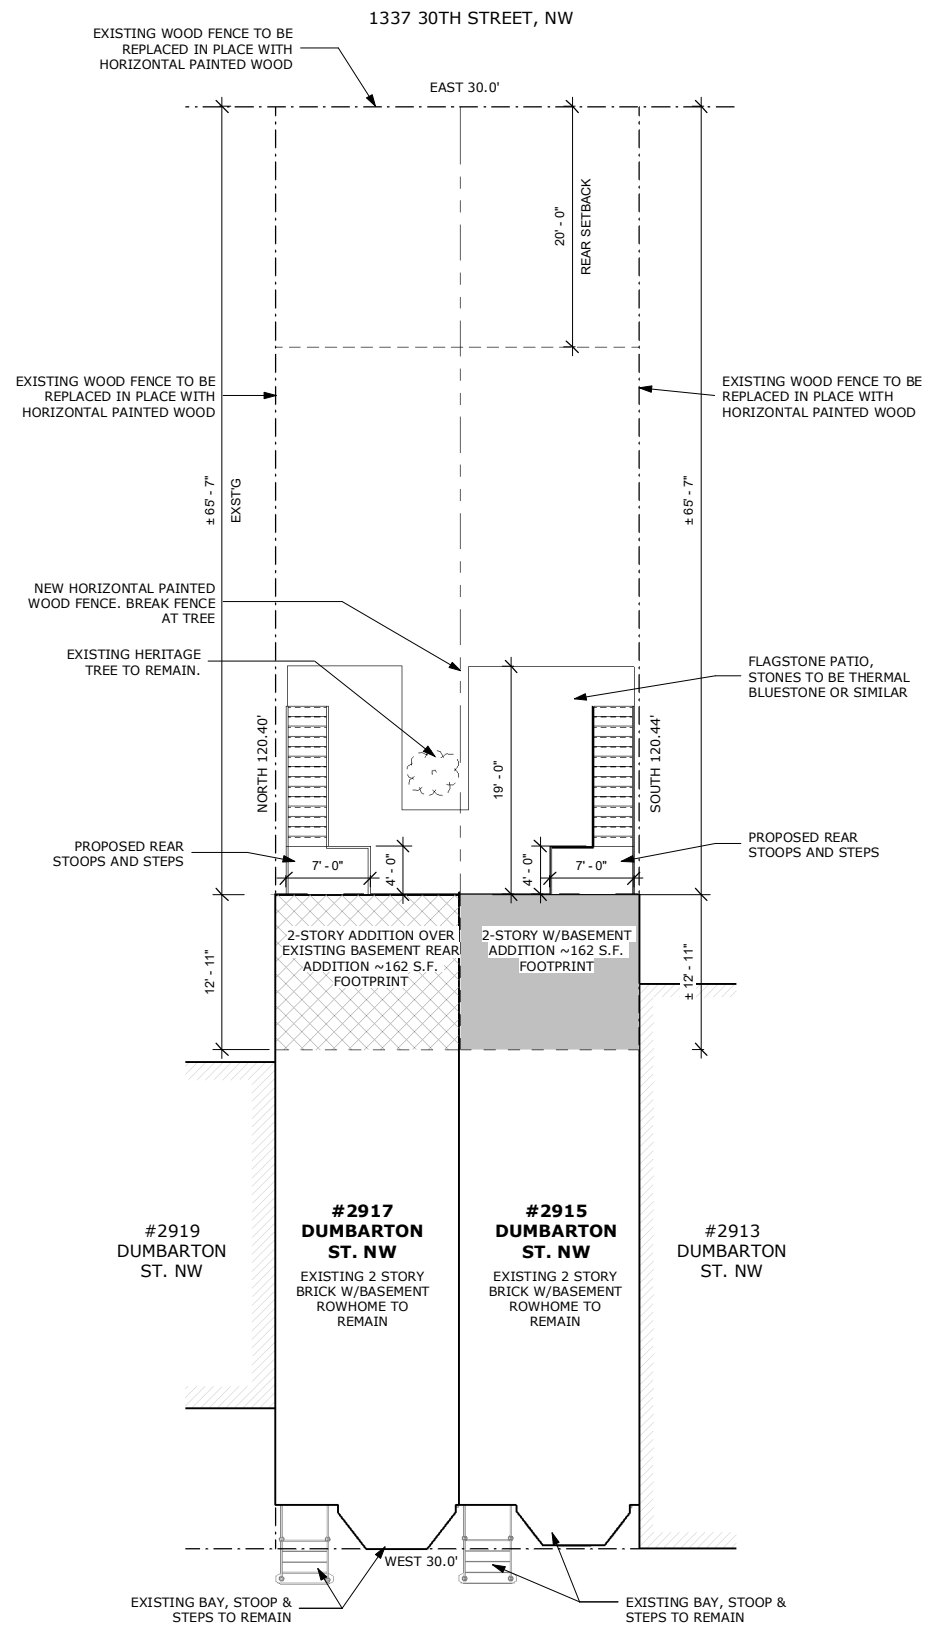 1337 30TH STREET, NW
EXISTING WOOD FENCE TO BE
REPLACED IN PLACE WITH
HORIZONTAL PAINTED WOOD
EAST 30.0'
20' - 0"
REAR SETBACK
EXISTING WOOD FENCE TO BE
REPLACED IN PLACE WITH
HORIZONTAL PAINTED WOOD
EXISTING WOOD FENCE TO BE
REPLACED IN PLACE WITH
HORIZONTAL PAINTED WOOD
± 65' - 7"
EXST'G
± 65' - 7"
NEW HORIZONTAL PAINTED
WOOD FENCE. BREAK FENCE
AT TREE
EXISTING HERITAGE
TREE TO REMAIN.
FLAGSTONE PATIO,
STONES TO BE THERMAL
BLUESTONE OR SIMILAR
NORTH 120.40'
19' - 0"
SOUTH 120.44'
PROPOSED REAR
STOOPS AND STEPS
7' - 0"
4' - 0"
4' - 0"
7' - 0"
PROPOSED REAR
STOOPS AND STEPS
12' - 11"
2-STORY ADDITION OVER
EXISTING BASEMENT REAR
ADDITION ~162 S.F.
FOOTPRINT
2-STORY W/BASEMENT
ADDITION ~162 S.F.
FOOTPRINT
± 12' - 11"
#2919
DUMBARTON
ST. NW
#2917
DUMBARTON
ST. NW
EXISTING 2 STORY
BRICK W/BASEMENT
ROWHOME TO
REMAIN
#2915
DUMBARTON
ST. NW
EXISTING 2 STORY
BRICK W/BASEMENT
ROWHOME TO
REMAIN
#2913
DUMBARTON
ST. NW
WEST 30.0'
EXISTING BAY, STOOP &
STEPS TO REMAIN
EXISTING BAY, STOOP &
STEPS TO REMAIN